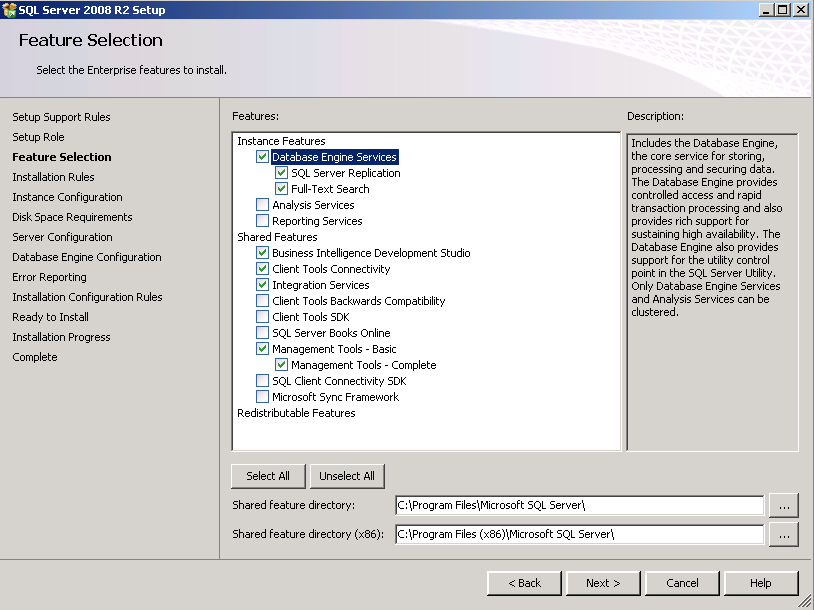 SQL Server 2008 R2 Setup
Feature Selection
Select the Enterprise features to install.
Setup Support Rules
Setup Role
Feature Selection
Installation Rules
Instance Configuration
Disk Space Requirements
Server Configuration
Database Engine Configuration
Error Reporting
Installation Configuration Rules
Ready to Install
Installation Progress
Complete
Features:
Instance Features
Database Engine Services
SQL Server Replication
Full-Text Search
Analysis Services
Reporting Services
Shared Features
Business Intelligence Development Studio
Client Tools Connectivity
Integration Services
Client Tools Backwards Compatibility
Client Tools SDK
SQL Server Books Online
Management Tools - Basic
Management Tools - Complete
SQL Client Connectivity SDK
Microsoft Sync Framework
Redistributable Features
Description:
Includes the Database Engine,
the core service for storing,
processing and securing data.
The Database Engine provides
controlled access and rapid
transaction processing and also
provides rich support for
sustaining high availability. The
Database Engine also provides
support for the utility control
point in the SQL Server Utility.
Only Database Engine Services
and Analysis Services can be
clustered.
Select All
Unselect All
Shared feature directory:
C:\Program Files\Microsoft SQL Server\
...
Shared feature directory (x86):
C:\Program Files (x86)\Microsoft SQL Server\
...
< Back
Next >
Cancel
Help